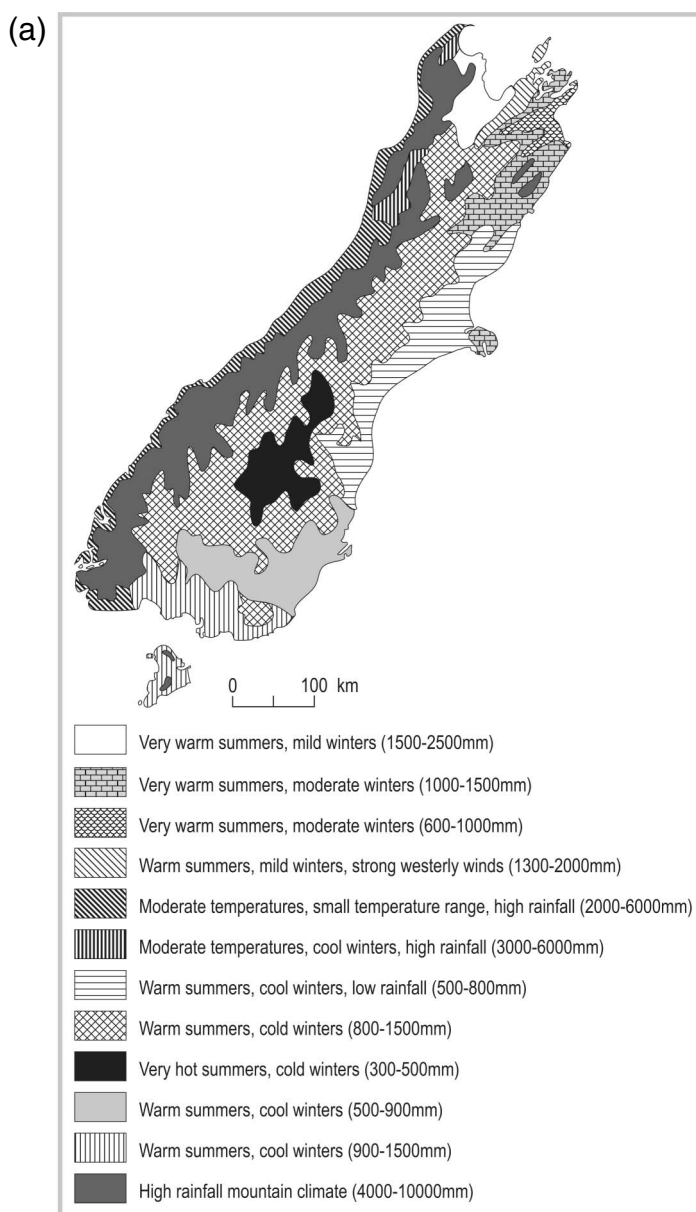 (a)
0 100 km
Very warm summers, mild winters (1500-2500mm)
Very warm summers, moderate winters (1000-1500mm)
Very warm summers, moderate winters (600-1000mm)
Warm summers, mild winters, strong westerly winds (1300-2000mm)
Moderate temperatures, small temperature range, high rainfall (2000-6000mm)
Moderate temperatures, cool winters, high rainfall (3000-6000mm)
Warm summers, cool winters, low rainfall (500-800mm)
Warm summers, cold winters (800-1500mm)
Very hot summers, cold winters (300-500mm)
Warm summers, cool winters (500-900mm)
Warm summers, cool winters (900-1500mm)
High rainfall mountain climate (4000-10000mm)